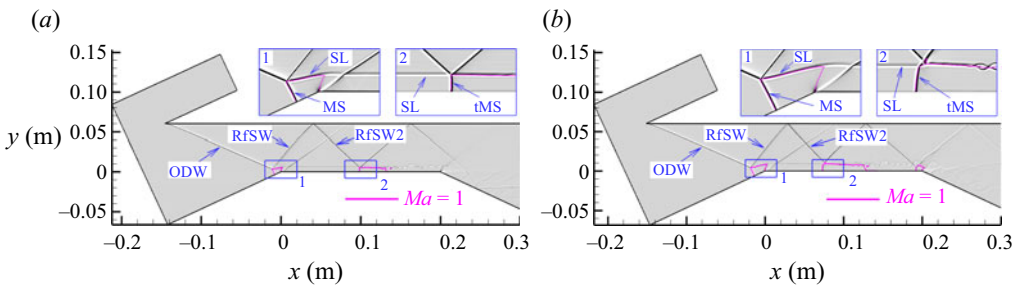 (a)
0.15
0.10
0.05
0
–0.05
y (m)
1
SL
MS
2
SL
tMS
RfSW
RfSW2
ODW
1
2
Ma = 1
–0.2
–0.1
0
0.1
0.2
0.3
x (m)
(b)
0.15
0.10
0.05
0
–0.05
1
SL
MS
2
SL
tMS
RfSW
RfSW2
ODW
1
2
Ma = 1
–0.2
–0.1
0
0.1
0.2
0.3
x (m)